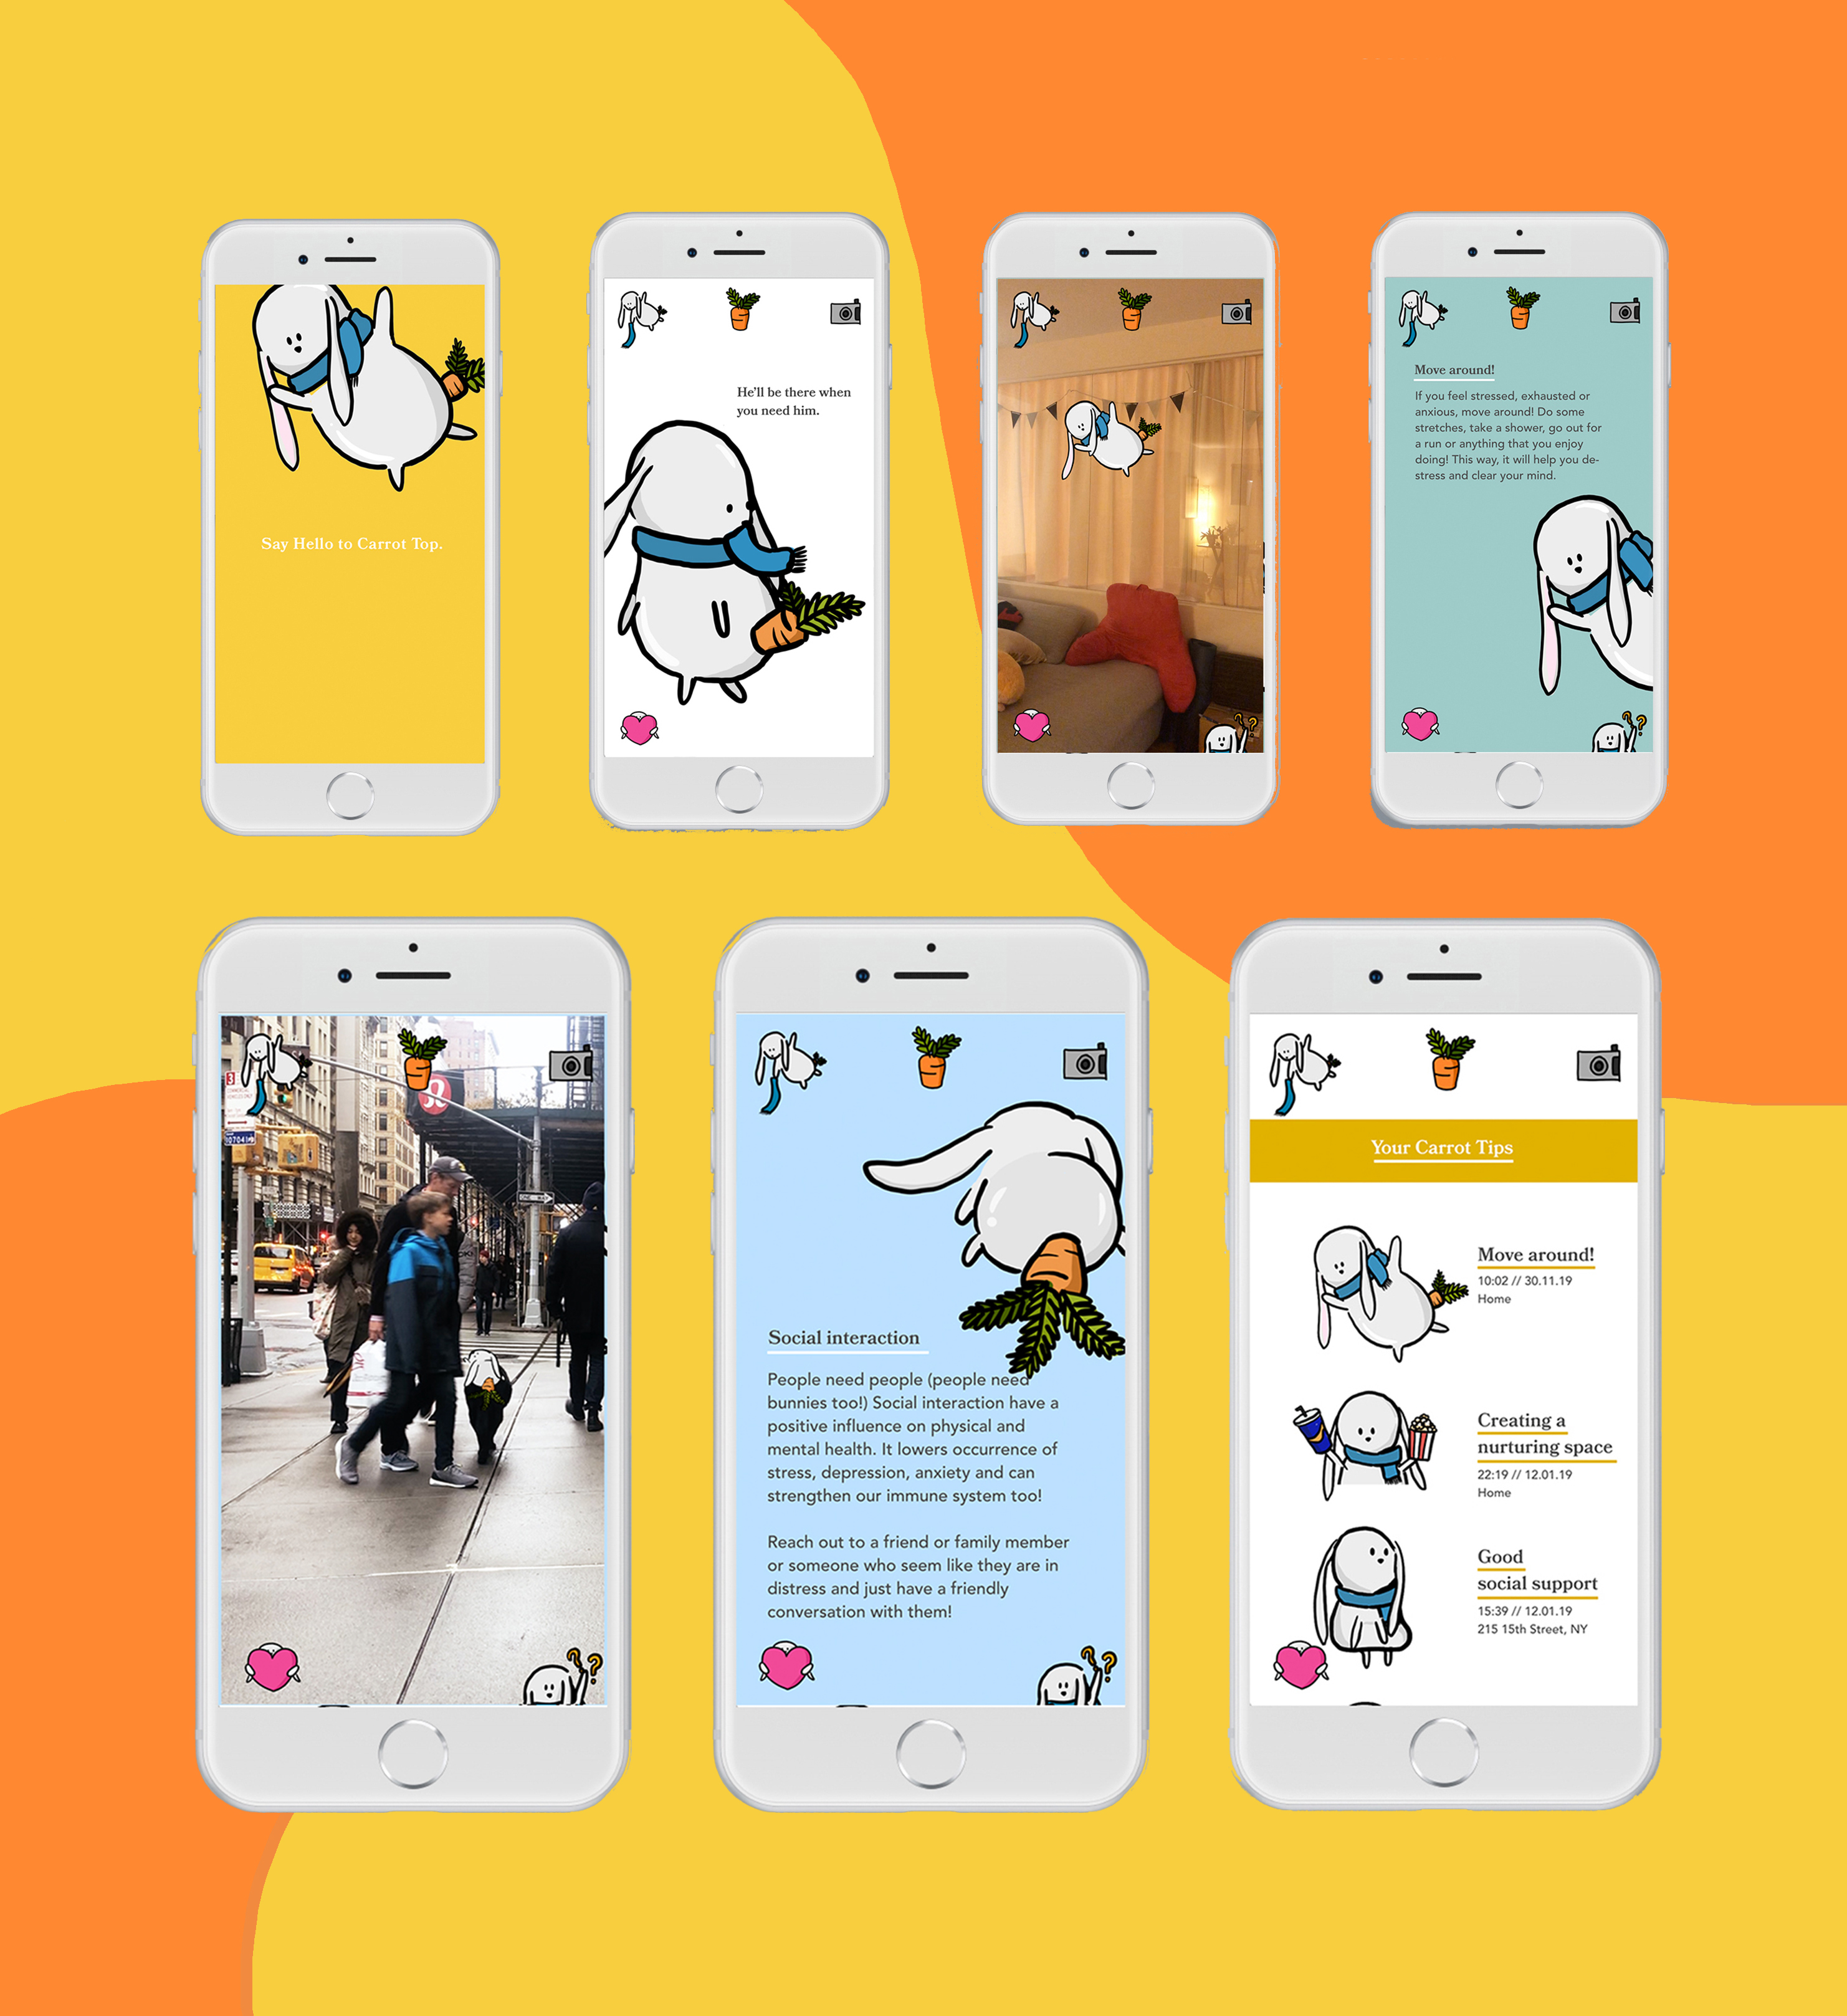 Say Hello to Carrot Top.
He'll be there when
you need him.
Move around!
If you feel stressed, exhausted or
anxious, move around! Do some
stretches, take a shower, go out for
a run or anything that you enjoy
doing! This way, it will help you de-
stress and clear your mind.
3
107041
ONE WAY
Social interaction
People need people (people need
bunnies too!) Social interaction have a
positive influence on physical and
mental health. It lowers occurrence of
stress, depression, anxiety and can
strengthen our immune system too!
Reach out to a friend or family member
or someone who seem like they are in
distress and just have a friendly
conversation with them!
Your Carrot Tips
Move around!
10:02 // 30.11.19
Home
Creating a
nurturing space
22:19 // 12.01.19
Home
Good
social support
15:39 // 12.01.19
215 15th Street, NY